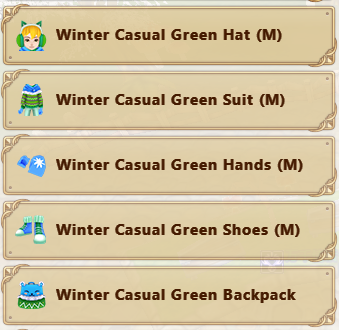 Winter Casual Green Hat (M)
Winter Casual Green Suit (M)
Winter Casual Green Hands (M)
Winter Casual Green Shoes (M)
Winter Casual Green Backpack